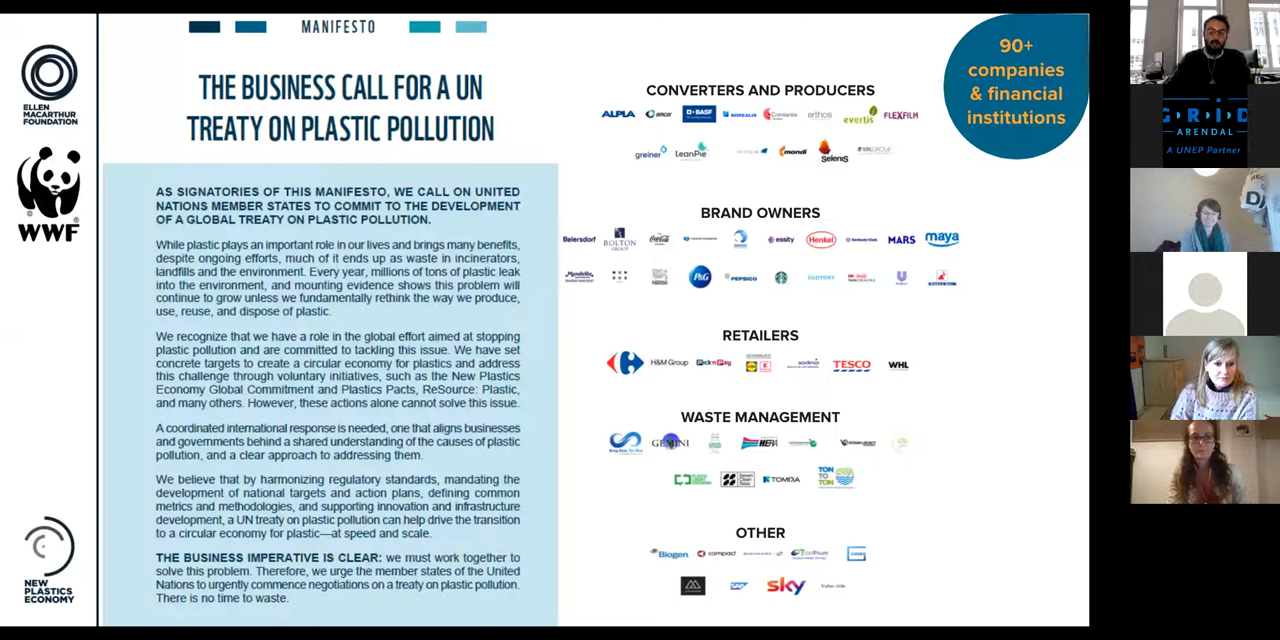 MANIFESTO
THE BUSINESS CALL FOR A UN
TREATY ON PLASTIC POLLUTION
ELLEN
MACARTHUR
FOUNDATION
WWF
NEW
PLASTICS
ECONOMY
AS SIGNATORIES OF THIS MANIFESTO, WE CALL ON UNITED
NATIONS MEMBER STATES TO COMMIT TO THE DEVELOPMENT
OF A GLOBAL TREATY ON PLASTIC POLLUTION.
While plastic plays an important role in our lives and brings many benefits,
despite ongoing efforts, much of it ends up as waste in incinerators,
landfills and the environment. Every year, millions of tons of plastic leak
into the environment, and mounting evidence shows this problem will
continue to grow unless we fundamentally rethink the way we produce,
use, reuse, and dispose of plastic.
We recognize that we have a role in the global effort aimed at stopping
plastic pollution and are committed to tackling this issue. We have set
concrete targets to create a circular economy for plastics and address
this challenge through voluntary initiatives, such as the New Plastics
Economy Global Commitment and Plastics Pacts, ReSource: Plastic,
and many others. However, these actions alone cannot solve this issue.
A coordinated international response is needed, one that aligns businesses
and governments behind a shared understanding of the causes of plastic
pollution, and a clear approach to addressing them.
We believe that by harmonizing regulatory standards, mandating the
development of national targets and action plans, defining common
metrics and methodologies, and supporting innovation and infrastructure
development, a UN treaty on plastic pollution can help drive the transition
to a circular economy for plastic—at speed and scale.
THE BUSINESS IMPERATIVE IS CLEAR: we must work together to
solve this problem. Therefore, we urge the member states of the United
Nations to urgently commence negotiations on a treaty on plastic pollution.
There is no time to waste.
90+
companies
& financial
institutions
CONVERTERS AND PRODUCERS
ALPLA amcor BASF BOREALIS Constantia erthos evertis FLEXFILM
greiner LeanPie mondi Selenis
BRAND OWNERS
Beiersdorf BOLTON GROUP Coca-Cola essity Henkel Kimberly-Clark MARS maya
Mondelēz Nestlé P&G PEPSICO Unilever
RETAILERS
H&M Group Pick n Pay TESCO WHL
WASTE MANAGEMENT
GEMINI HERA OCEAN LEGACY
TOMRA TON TO TON
OTHER
Biogen compact
SAP sky
GRID
ARENDAL
A UNEP Partner